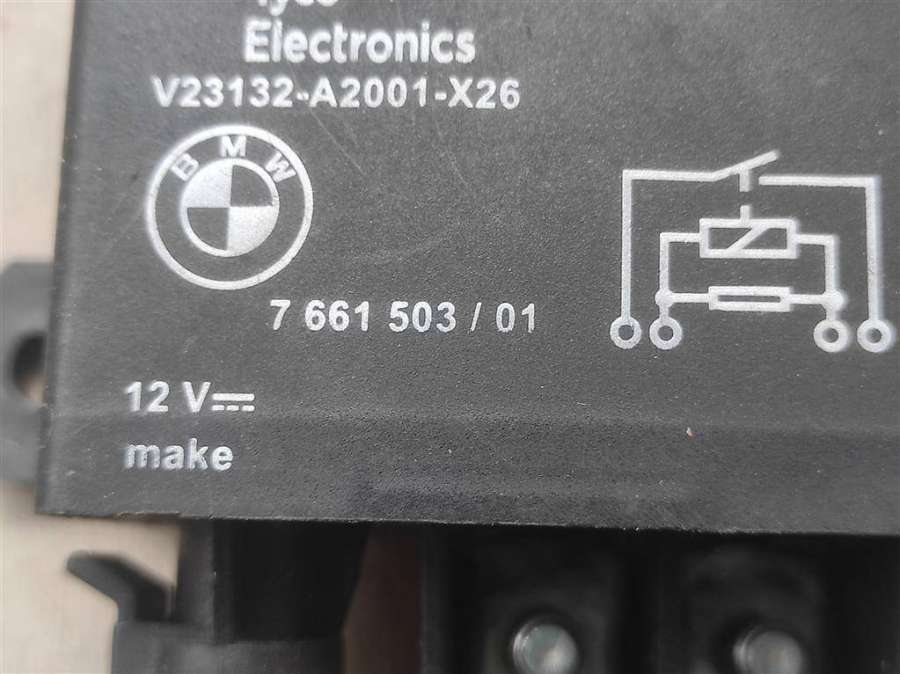 Electronics
V23132-A2001-X26
BMW
7 661 503 / 01
12 V
make